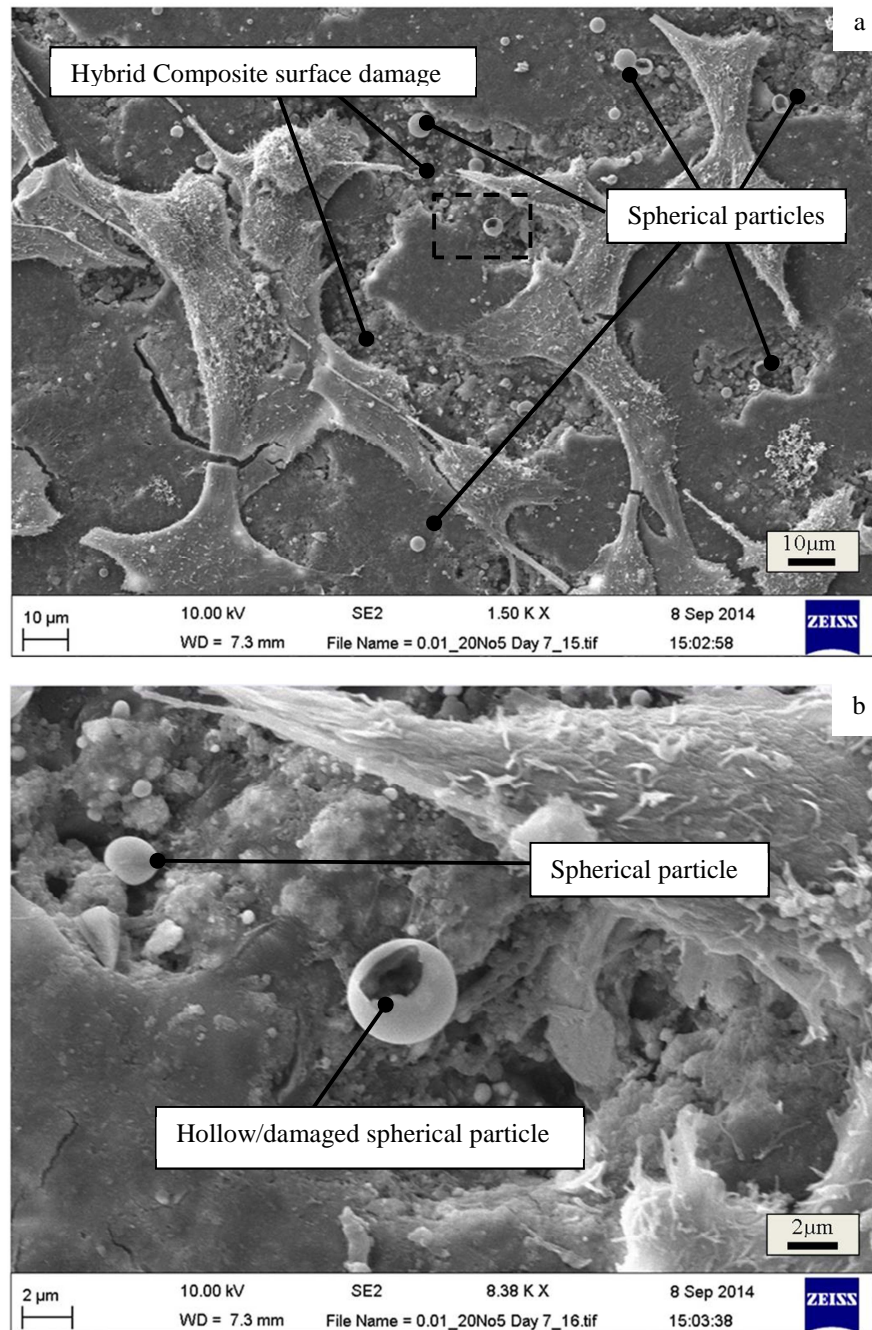 a
Hybrid Composite surface damage
Spherical particles
10µm
10 µm
10.00 kV
SE2
1.50 K X
8 Sep 2014
ZEISS
WD = 7.3 mm
File Name = 0.01_20No5 Day 7_15.tif
15:02:58
b
Spherical particle
Hollow/damaged spherical particle
2µm
2 µm
10.00 kV
SE2
8.38 K X
8 Sep 2014
ZEISS
WD = 7.3 mm
File Name = 0.01_20No5 Day 7_16.tif
15:03:38